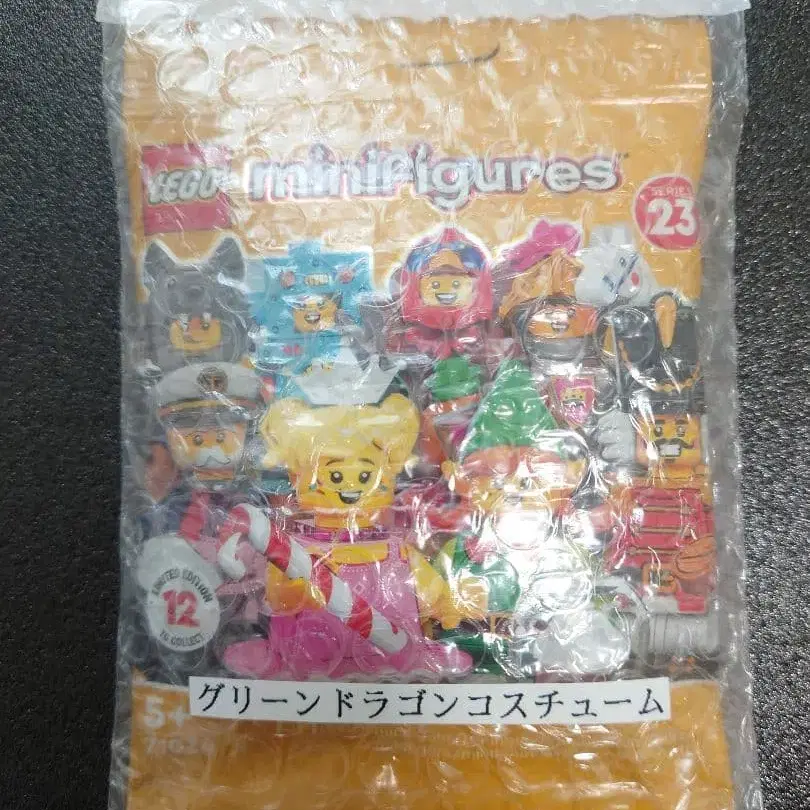 LEGO
minifigures
SERIES
23
LIMITED EDITION
12
TO COLLECT
グリーンドラゴンコスチューム
5+